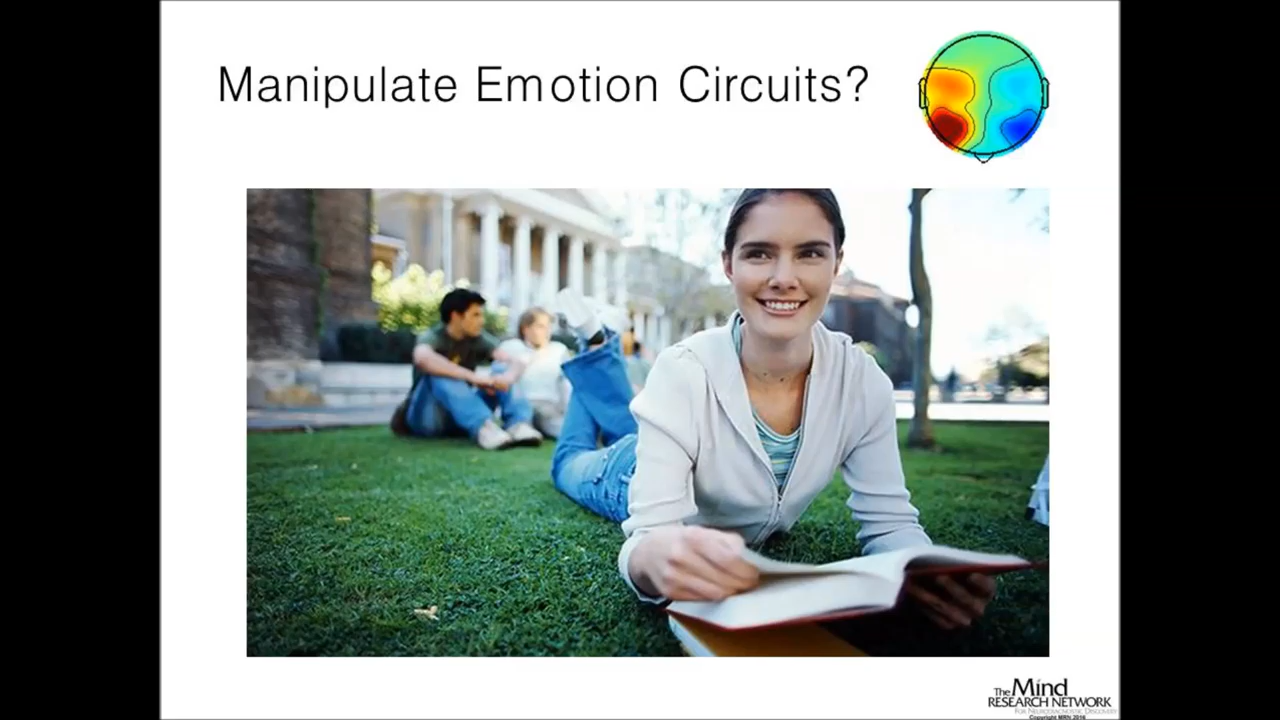 Manipulate Emotion Circuits?
The Mind
RESEARCH NETWORK
FOR NEURODIAGNOSTIC DISCOVERY
Copyright MRN 2016